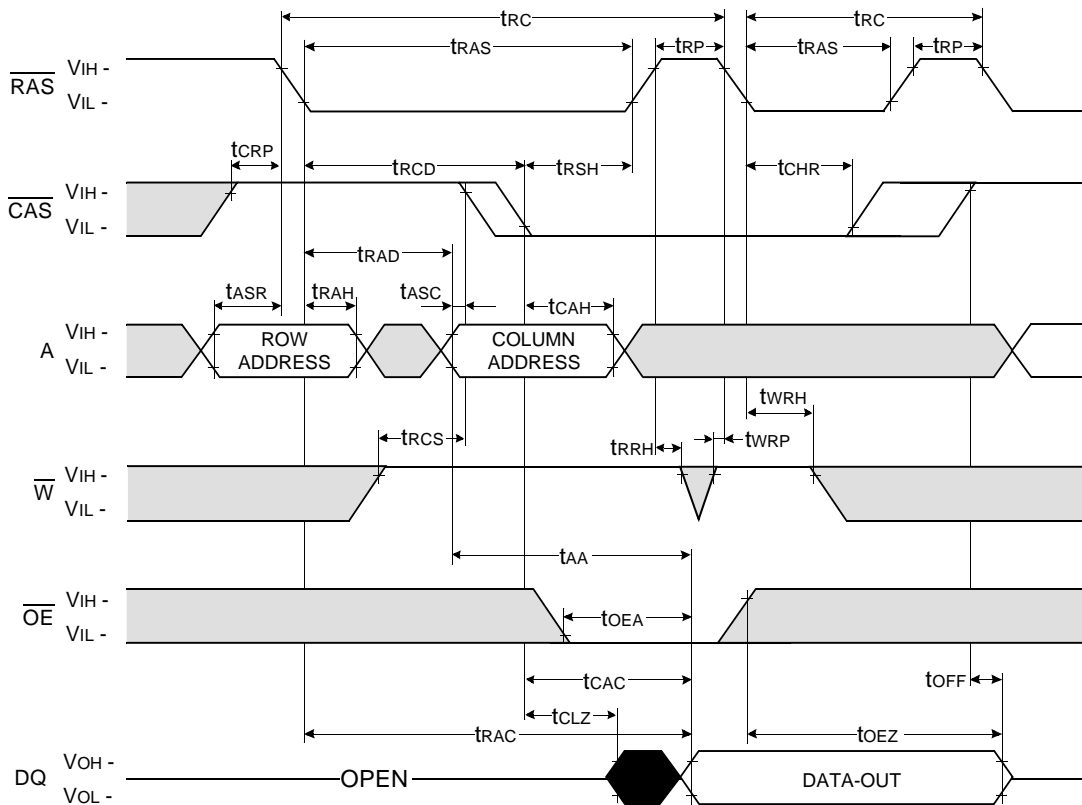 tRC tRC
tRAS tRP tRAS tRP
RAS VIH -
VIL -
tCRP tRCD tRSH tCHR
CAS VIH -
VIL -
tRAD
tASR tRAH tASC tCAH
A VIH -
VIL -
ROW
ADDRESS
COLUMN
ADDRESS
tWRH
tRCS tRRH tWRP
W VIH -
VIL -
tAA
OE VIH -
VIL -
tOEA
tCAC tOFF
tCLZ
tRAC tOEZ
DQ VOH -
VOL -
OPEN DATA-OUT